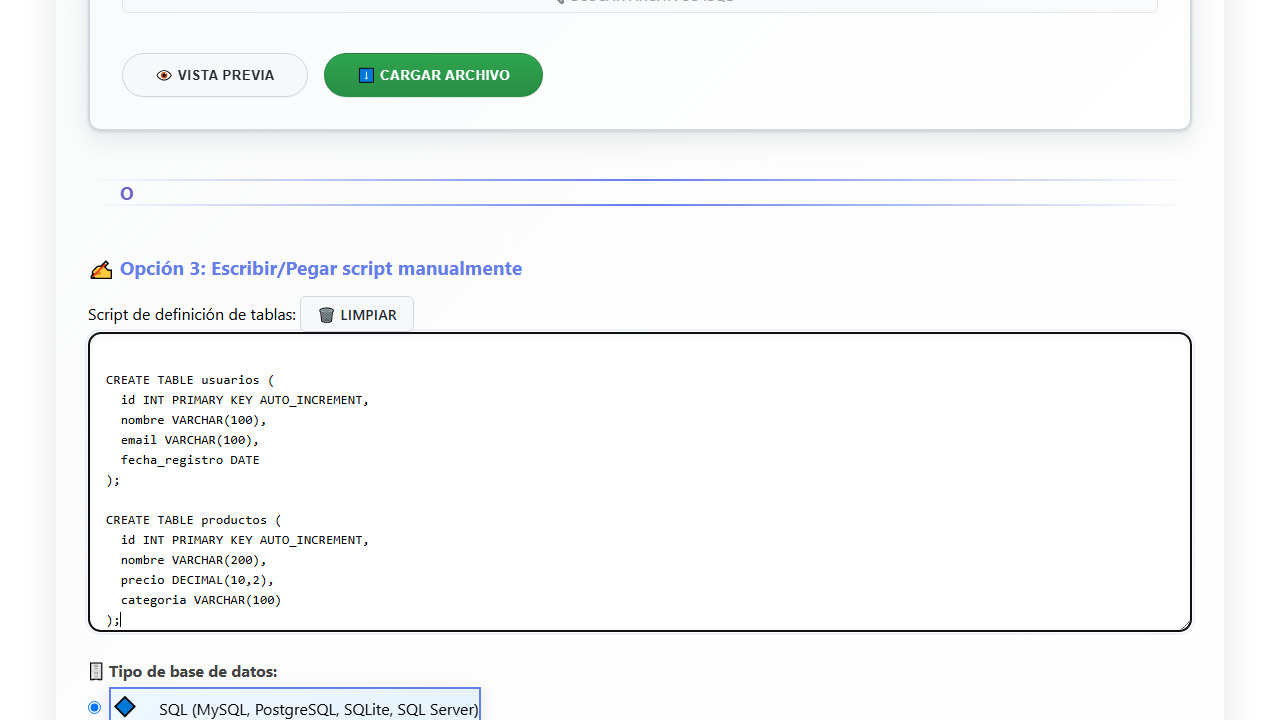 VISTA PREVIA
CARGAR ARCHIVO
O
Opción 3: Escribir/Pegar script manualmente
Script de definición de tablas:
LIMPIAR
CREATE TABLE usuarios (
  id INT PRIMARY KEY AUTO_INCREMENT,
  nombre VARCHAR(100),
  email VARCHAR(100),
  fecha_registro DATE
);
CREATE TABLE productos (
  id INT PRIMARY KEY AUTO_INCREMENT,
  nombre VARCHAR(200),
  precio DECIMAL(10,2),
  categoria VARCHAR(100)
);
Tipo de base de datos:
SQL (MySQL, PostgreSQL, SQLite, SQL Server)